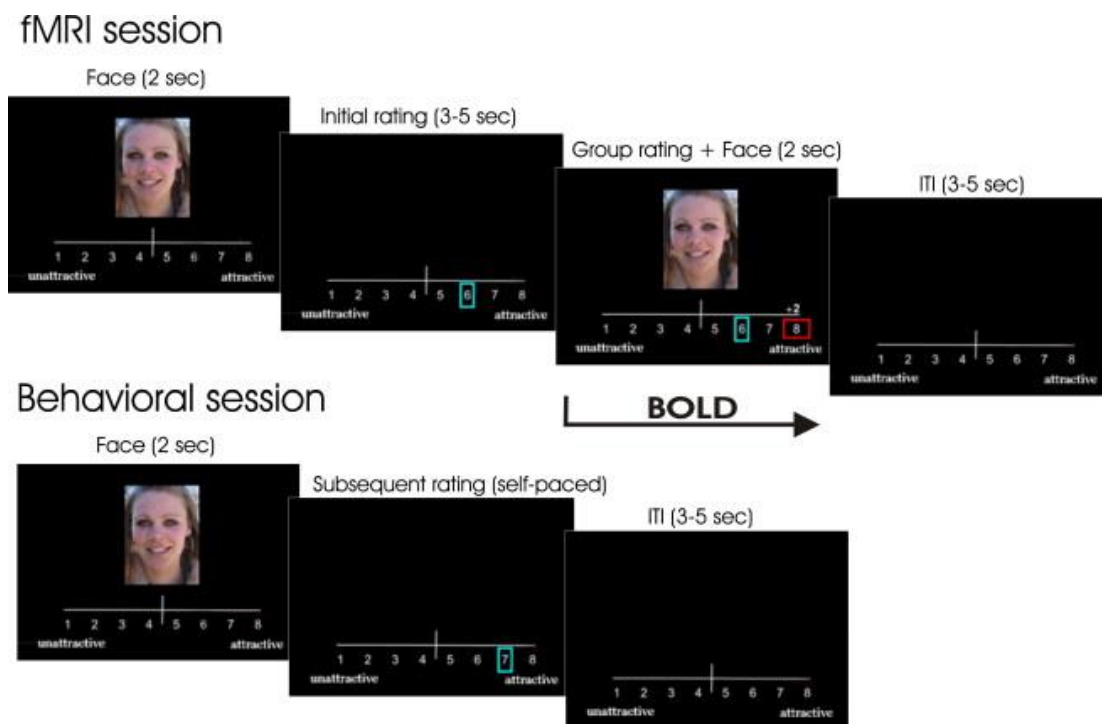 fMRI session
Face (2 sec)
1 2 3 4 5 6 7 8
unattractive attractive
Initial rating (3-5 sec)
1 2 3 4 5 6 7 8
unattractive attractive
Group rating + Face (2 sec)
+2
1 2 3 4 5 6 7 8
unattractive attractive
ITI (3-5 sec)
1 2 3 4 5 6 7 8
unattractive attractive
BOLD
Behavioral session
Face (2 sec)
1 2 3 4 5 6 7 8
unattractive attractive
Subsequent rating (self-paced)
1 2 3 4 5 6 7 8
unattractive attractive
ITI (3-5 sec)
1 2 3 4 5 6 7 8
unattractive attractive